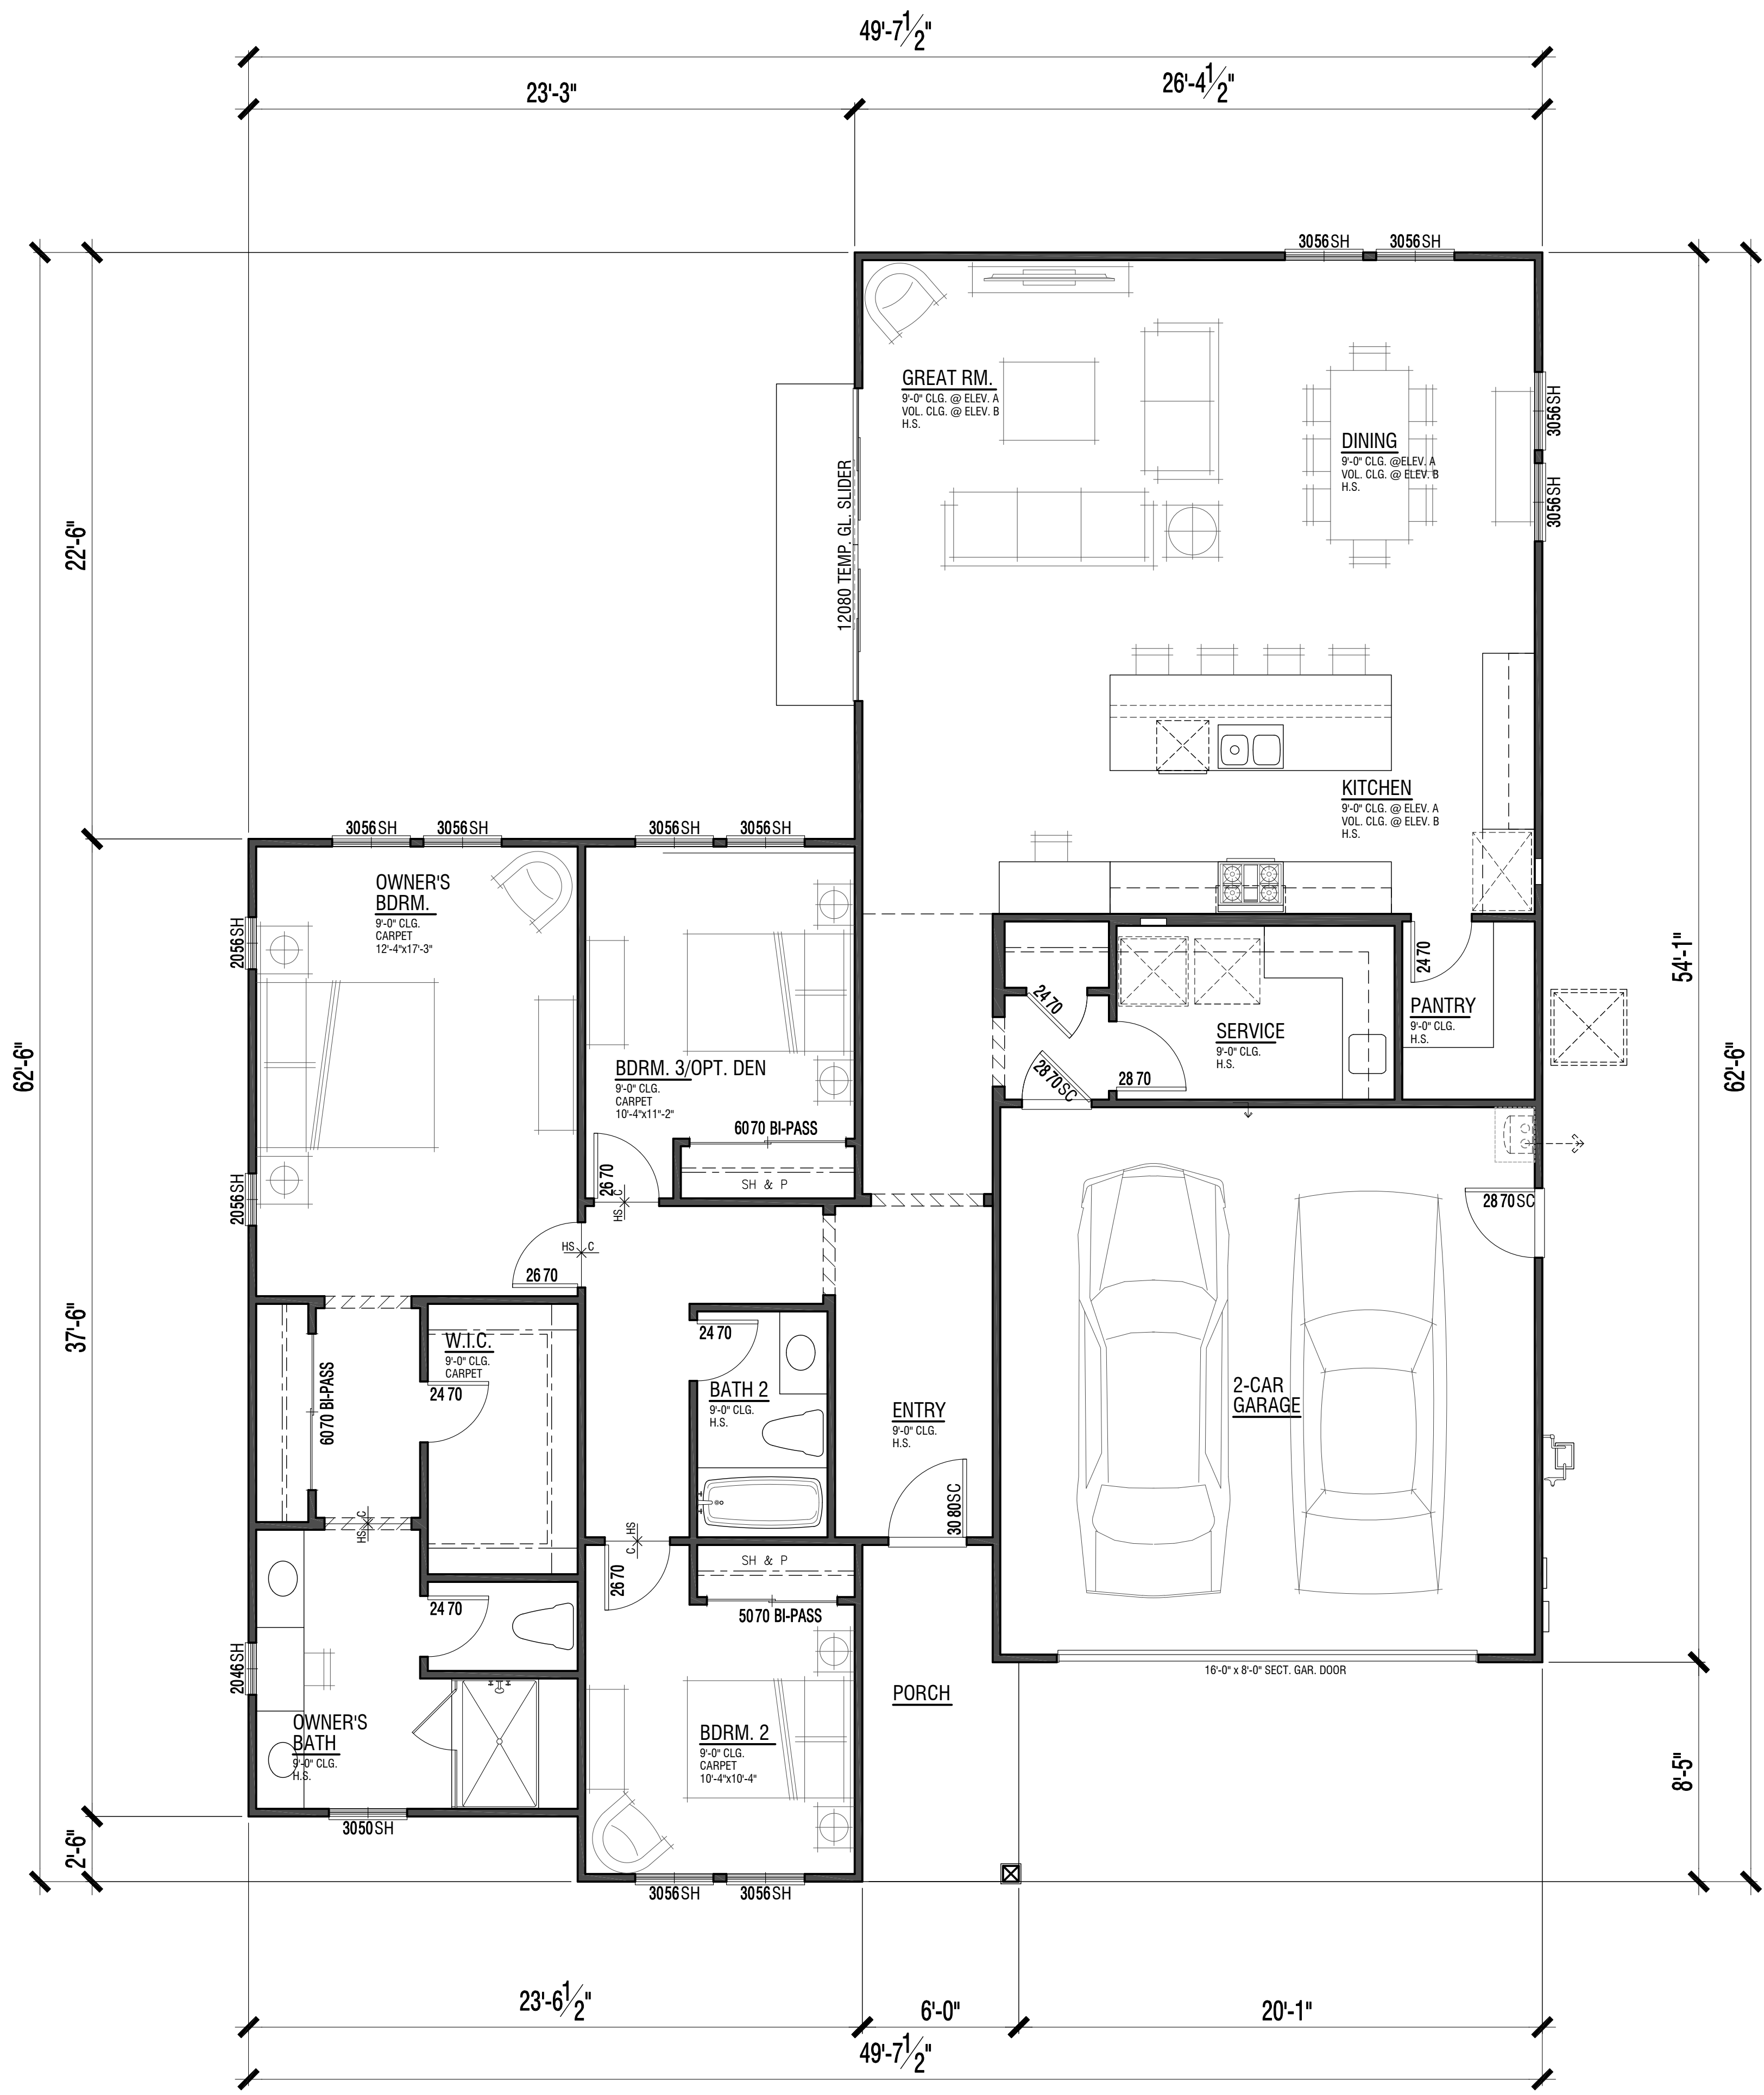 49'-7 1/2"
23'-3"
26'-4 1/2"
3056SH
3056SH
GREAT RM.
9'-0" CLG. @ ELEV. A
VOL. CLG. @ ELEV. B
H.S.
DINING
9'-0" CLG. @ELEV. A
VOL. CLG. @ ELEV. B
H.S.
3056SH
3056SH
12080 TEMP. GL. SLIDER
22'-6"
KITCHEN
9'-0" CLG. @ ELEV. A
VOL. CLG. @ ELEV. B
H.S.
3056SH
3056SH
3056SH
3056SH
OWNER'S
BDRM.
9'-0" CLG.
CARPET
12'-4"x17'-3"
2056SH
2056SH
BDRM. 3/OPT. DEN
9'-0" CLG.
CARPET
10'-4"x11'-2"
6070 BI-PASS
SH & P
2670
HS C
2470
2870SC
2870
SERVICE
9'-0" CLG.
H.S.
2470
PANTRY
9'-0" CLG.
H.S.
54'-1"
62'-6"
62'-6"
2870SC
HS C
2670
37'-6"
W.I.C.
9'-0" CLG.
CARPET
2470
6070 BI-PASS
HS C
2470
BATH 2
9'-0" CLG.
H.S.
ENTRY
9'-0" CLG.
H.S.
3080SC
2-CAR
GARAGE
C HS
2670
SH & P
5070 BI-PASS
2470
2046SH
OWNER'S
BATH
9'-0" CLG.
H.S.
3050SH
BDRM. 2
9'-0" CLG.
CARPET
10'-4"x10'-4"
PORCH
16'-0" x 8'-0" SECT. GAR. DOOR
8'-5"
2'-6"
3056SH
3056SH
23'-6 1/2"
6'-0"
20'-1"
49'-7 1/2"